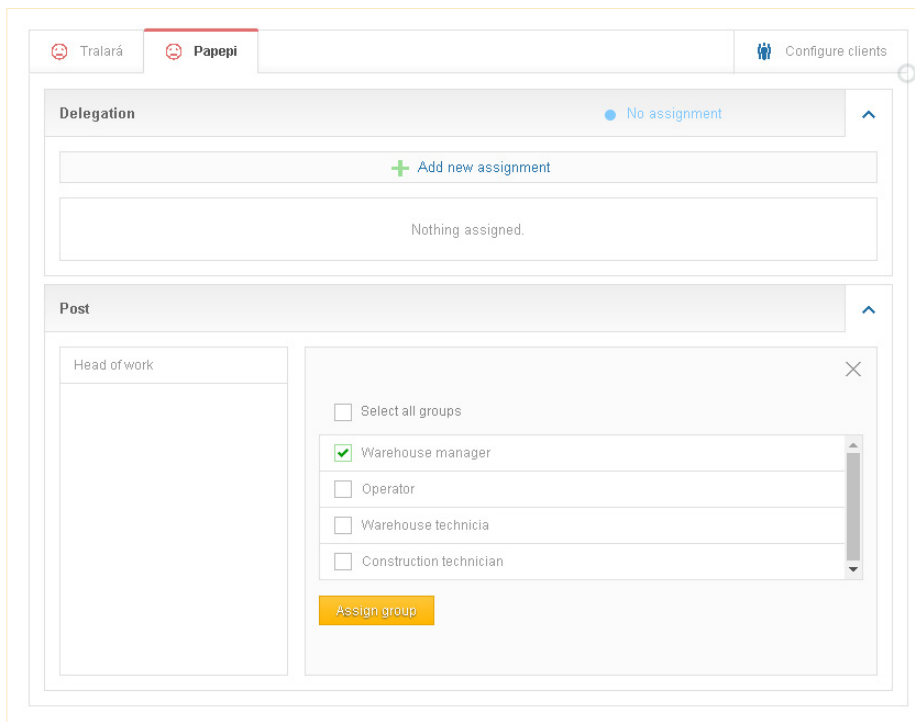 Tralará
Papepi
Configure clients
Delegation
No assignment
Add new assignment
Nothing assigned.
Post
Head of work
Select all groups
Warehouse manager
Operator
Warehouse technicia
Construction technician
Assign group